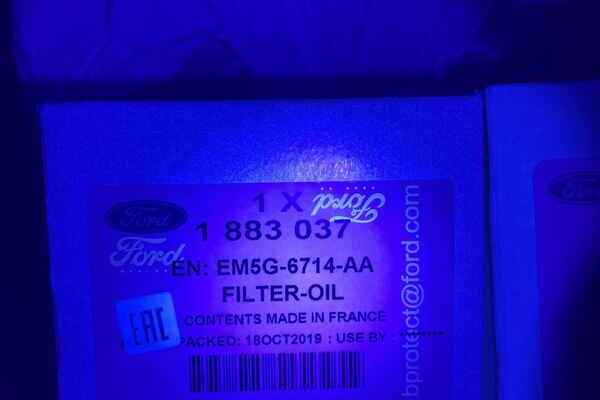 1 X
Ford
Ford
1 883 037
Ford
EN: EM5G-6714-AA
FILTER-OIL
EAC
CONTENTS MADE IN FRANCE
PACKED: 18OCT2019 : USE BY :
bprotect@ford.com